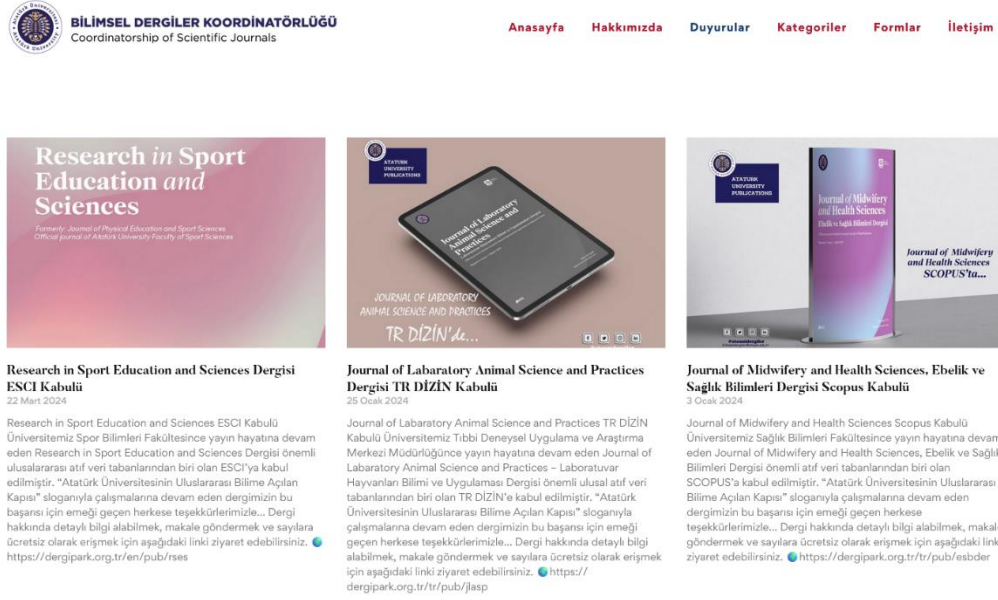 BİLİMSEL DERGİLER KOORDİNATÖRLÜĞÜ
Coordinatorship of Scientific Journals
Anasayfa Hakkımızda Duyurular Kategoriler Formlar İletişim
Research in Sport
Education and
Sciences
Formerly: Journal of Physical Education and Sport Sciences
Official journal of Atatürk University Faculty of Sport Sciences
Research in Sport Education and Sciences Dergisi
ESCI Kabulü
22 Mart 2024
Research in Sport Education and Sciences ESCI Kabulü
Üniversitemiz Spor Bilimleri Fakültesince yayın hayatına devam
eden Research in Sport Education and Sciences Dergisi önemli
ulusalararası atıf veri tabanlarından biri olan ESCI'ya kabul
edilmiştir. “Atatürk Üniversitesinin Uluslararası Bilime Açılan
Kapısı” sloganıyla çalışmalarına devam eden dergimizin bu
başarısı için emeği geçen herkese teşekkürlerimizle... Dergi
hakkında detaylı bilgi alabilmek, makale göndermek ve sayılara
ücretsiz olarak erişmek için aşağıdaki linki ziyaret edebilirsiniz.
https://dergipark.org.tr/en/pub/rses
ATATURK
UNIVERSITY
PUBLICATIONS
Journal of Laboratory
Animal Science and
Practices
JOURNAL OF LABORATORY
ANIMAL SCIENCE AND PRACTICES
TR DİZİN'de...
Journal of Labaratory Animal Science and Practices
Dergisi TR DİZİN Kabulü
25 Ocak 2024
Journal of Labaratory Animal Science and Practices TR DİZİN
Kabulü Üniversitemiz Tıbbi Deneysel Uygulama ve Araştırma
Merkezi Müdürlüğünce yayın hayatına devam eden Journal of
Labaratory Animal Science and Practices – Laboratuvar
Hayvanları Bilimi ve Uygulaması Dergisi önemli ulusal atıf veri
tabanlarından biri olan TR DİZİN'e kabul edilmiştir. “Atatürk
Üniversitesinin Uluslararası Bilime Açılan Kapısı” sloganıyla
çalışmalarına devam eden dergimizin bu başarısı için emeği
geçen herkese teşekkürlerimizle... Dergi hakkında detaylı bilgi
alabilmek, makale göndermek ve sayılara ücretsiz olarak erişmek
için aşağıdaki linki ziyaret edebilirsiniz. https://
dergipark.org.tr/tr/pub/jlasp
ATATURK
UNIVERSITY
PUBLICATIONS
Journal of Midwifery
and Health Sciences
Ebelik ve Sağlık Bilimleri Dergisi
Journal of Midwifery
and Health Sciences
SCOPUS'ta...
Journal of Midwifery and Health Sciences, Ebelik ve
Sağlık Bilimleri Dergisi Scopus Kabulü
3 Ocak 2024
Journal of Midwifery and Health Sciences Scopus Kabulü
Üniversitemiz Sağlık Bilimleri Fakültesince yayın hayatına devam
eden Journal of Midwifery and Health Sciences, Ebelik ve Sağlık
Bilimleri Dergisi önemli atıf veri tabanlarından biri olan
SCOPUS'a kabul edilmiştir. “Atatürk Üniversitesinin Uluslararası
Bilime Açılan Kapısı” sloganıyla çalışmalarına devam eden
dergimizin bu başarısı için emeği geçen herkese
teşekkürlerimizle... Dergi hakkında detaylı bilgi alabilmek, makale
göndermek ve sayılara ücretsiz olarak erişmek için aşağıdaki linki
ziyaret edebilirsiniz. https://dergipark.org.tr/tr/pub/esbder